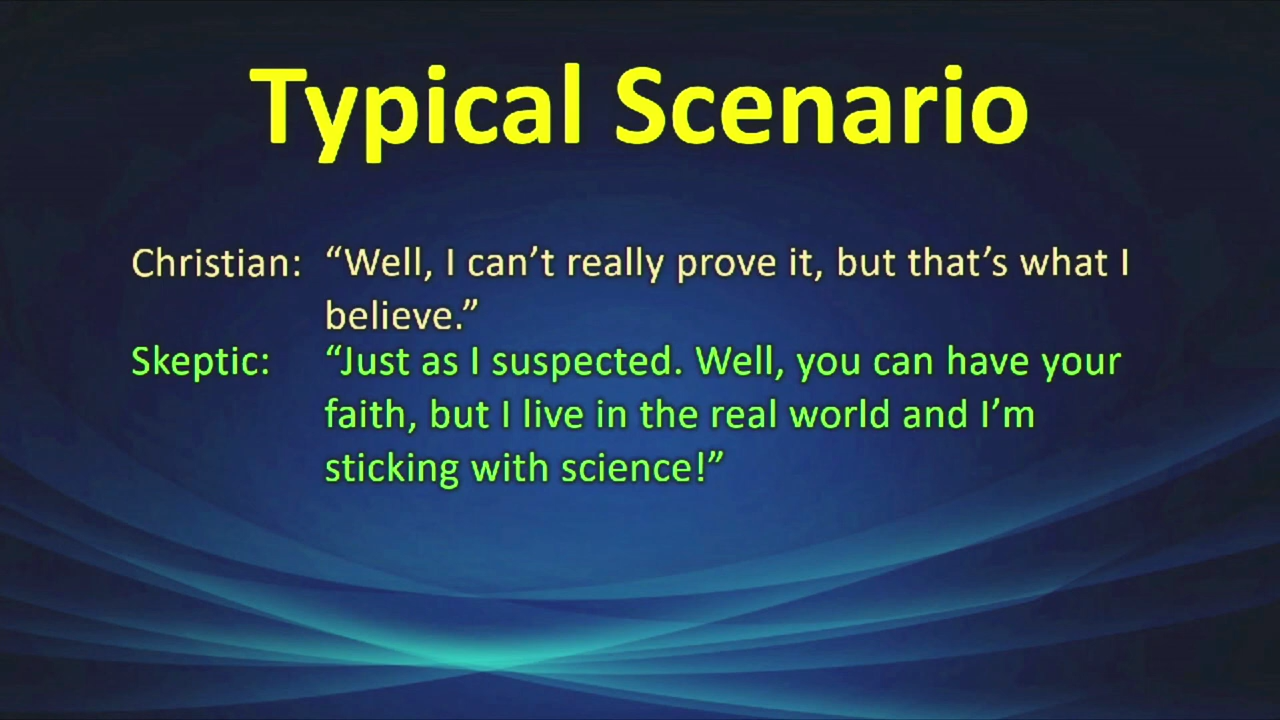 Typical Scenario
Christian: “Well, I can’t really prove it, but that’s what I
believe.”
Skeptic: “Just as I suspected. Well, you can have your
faith, but I live in the real world and I’m
sticking with science!”